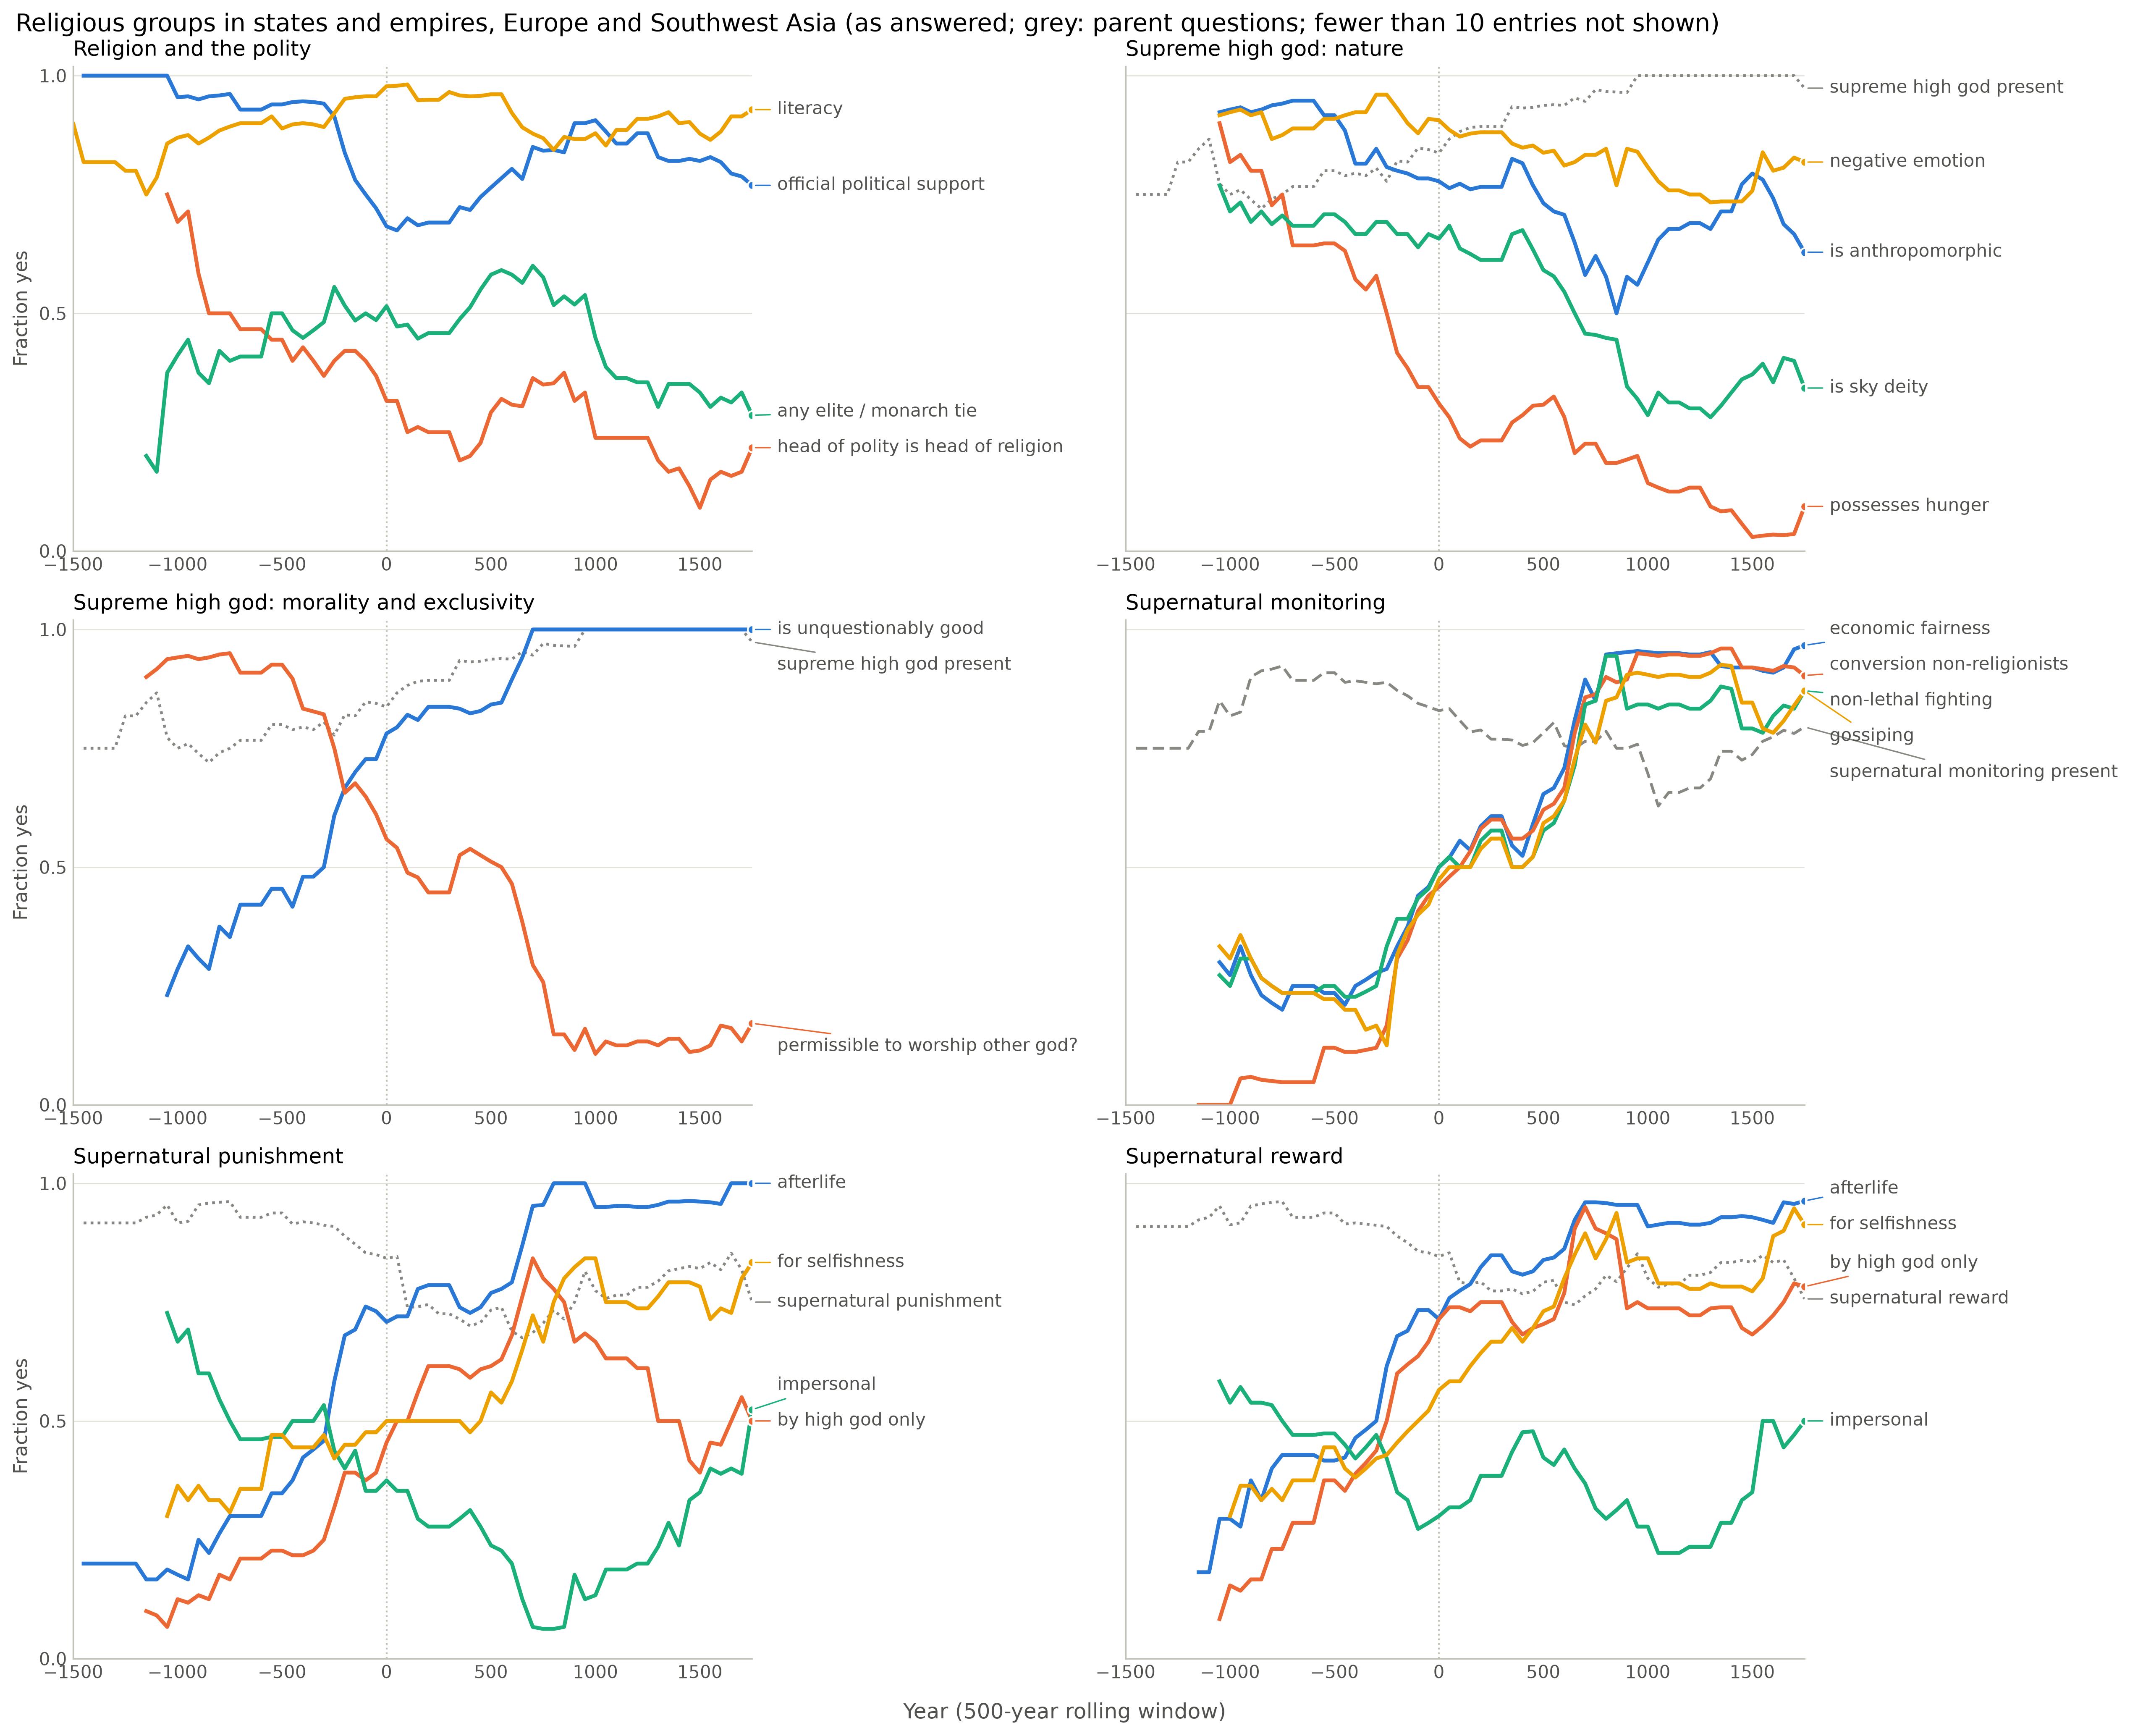 Religious groups in states and empires, Europe and Southwest Asia (as answered; grey: parent questions; fewer than 10 entries not shown)
Religion and the polity
Fraction yes
1.0
0.5
0.0
−1500
−1000
−500
0
500
1000
1500
literacy
official political support
any elite / monarch tie
head of polity is head of religion
Supreme high god: nature
−1500
−1000
−500
0
500
1000
1500
supreme high god present
negative emotion
is anthropomorphic
is sky deity
possesses hunger
Supreme high god: morality and exclusivity
Fraction yes
1.0
0.5
0.0
−1500
−1000
−500
0
500
1000
1500
is unquestionably good
supreme high god present
permissible to worship other god?
Supernatural monitoring
−1500
−1000
−500
0
500
1000
1500
economic fairness
conversion non-religionists
non-lethal fighting
gossiping
supernatural monitoring present
Supernatural punishment
Fraction yes
1.0
0.5
0.0
−1500
−1000
−500
0
500
1000
1500
afterlife
for selfishness
supernatural punishment
impersonal
by high god only
Supernatural reward
−1500
−1000
−500
0
500
1000
1500
afterlife
for selfishness
by high god only
supernatural reward
impersonal
Year (500-year rolling window)